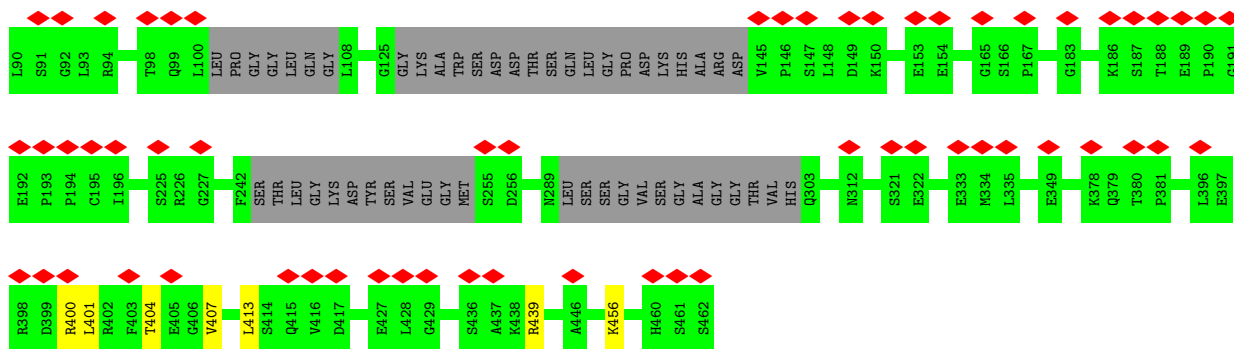 L90 S91 G92 L93 R94 T98 Q99 L100 LEU PRO GLY GLY LEU GLN GLY L108 G125 GLY LYS ALA TRP SER ASP ASP THR SER GLN LEU GLY PRO ASP LYS HIS ALA ARG ASP V145 P146 S147 L148 D149 K150 E153 E154 G165 S166 P167 G183 K186 S187 T188 E189 P190 G191
E192 P193 P194 C195 I196 S225 R226 G227 F242 SER THR LEU GLY LYS ASP TYR SER VAL GLU GLY MET S255 D256 N289 LEU SER SER GLY VAL SER GLY ALA GLY GLY THR VAL HIS Q303 N312 S321 E322 E333 M334 L335 E349 K378 Q379 T380 P381 L396 E397
R398 D399 R400 L401 R402 F403 T404 E405 G406 V407 L413 S414 Q415 V416 D417 E427 L428 G429 S436 A437 K438 R439 A446 K456 H460 S461 S462